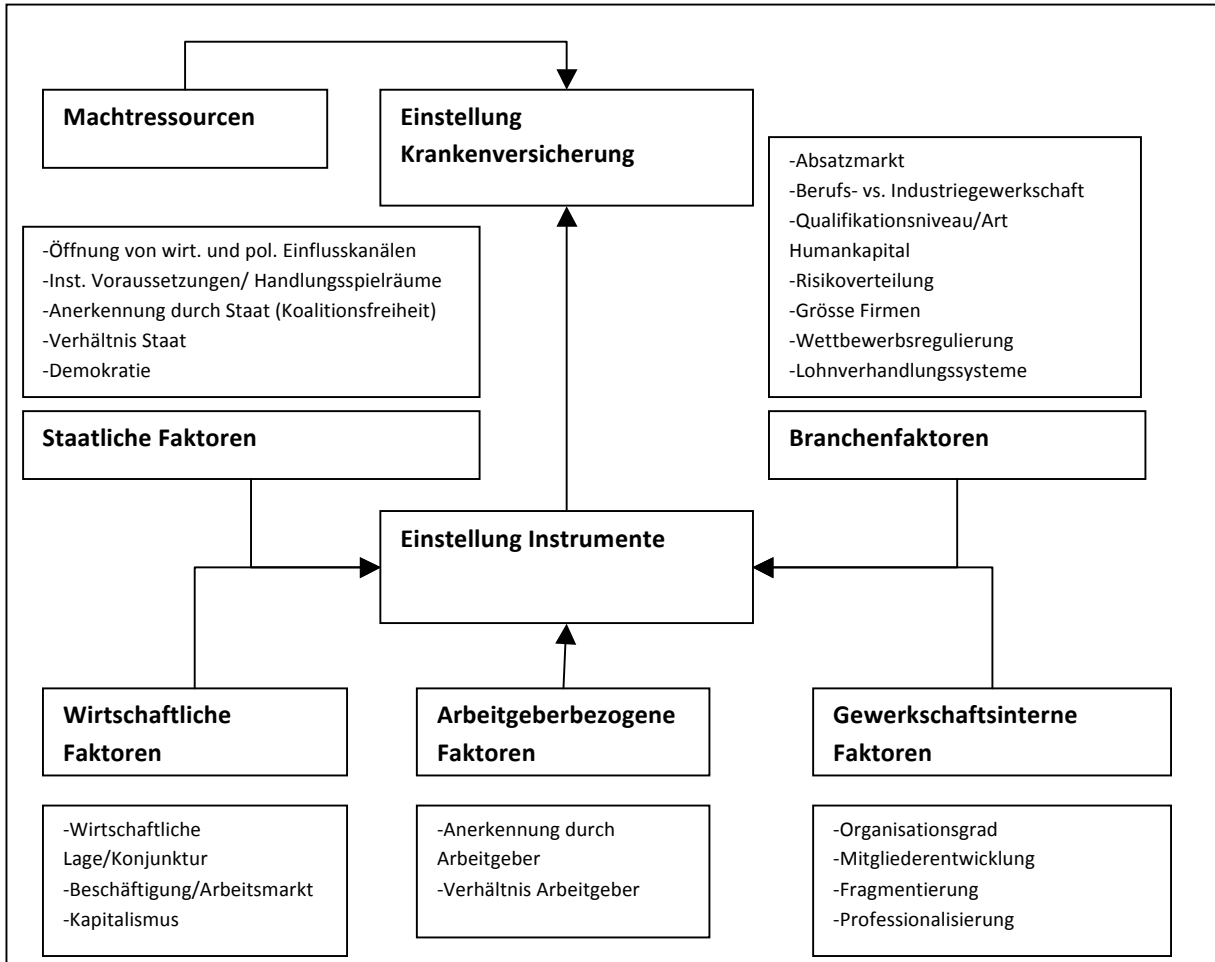 Machtressourcen
Einstellung
Krankenversicherung
-Öffnung von wirt. und pol. Einflusskanälen
-Inst. Voraussetzungen/ Handlungsspielräume
-Anerkennung durch Staat (Koalitionsfreiheit)
-Verhältnis Staat
-Demokratie
-Absatzmarkt
-Berufs- vs. Industriegewerkschaft
-Qualifikationsniveau/Art
Humankapital
-Risikoverteilung
-Grösse Firmen
-Wettbewerbsregulierung
-Lohnverhandlungssysteme
Staatliche Faktoren
Branchenfaktoren
Einstellung Instrumente
Wirtschaftliche
Faktoren
Arbeitgeberbezogene
Faktoren
Gewerkschaftsinterne
Faktoren
-Wirtschaftliche
Lage/Konjunktur
-Beschäftigung/Arbeitsmarkt
-Kapitalismus
-Anerkennung durch
Arbeitgeber
-Verhältnis Arbeitgeber
-Organisationsgrad
-Mitgliederentwicklung
-Fragmentierung
-Professionalisierung